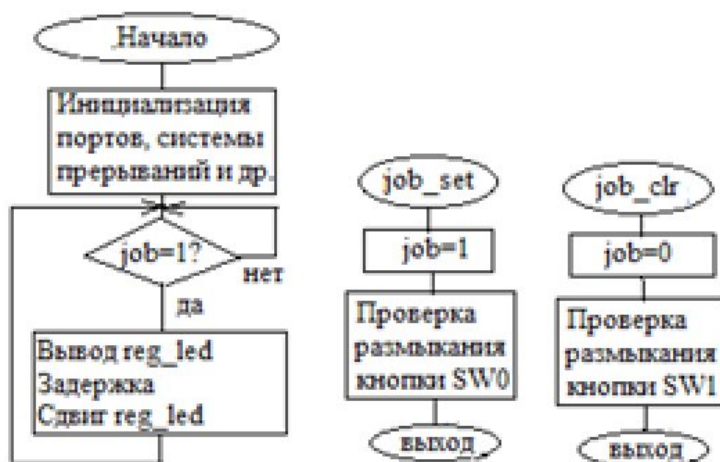 Начало
Инициализация
портов, системы
прерываний и др.
job=1?
нет
да
Вывод reg_led
Задержка
Сдвиг reg_led
job_set
job=1
Проверка
размыкания
кнопки SW0
выход
job_clr
job=0
Проверка
размыкания
кнопки SW1
выход